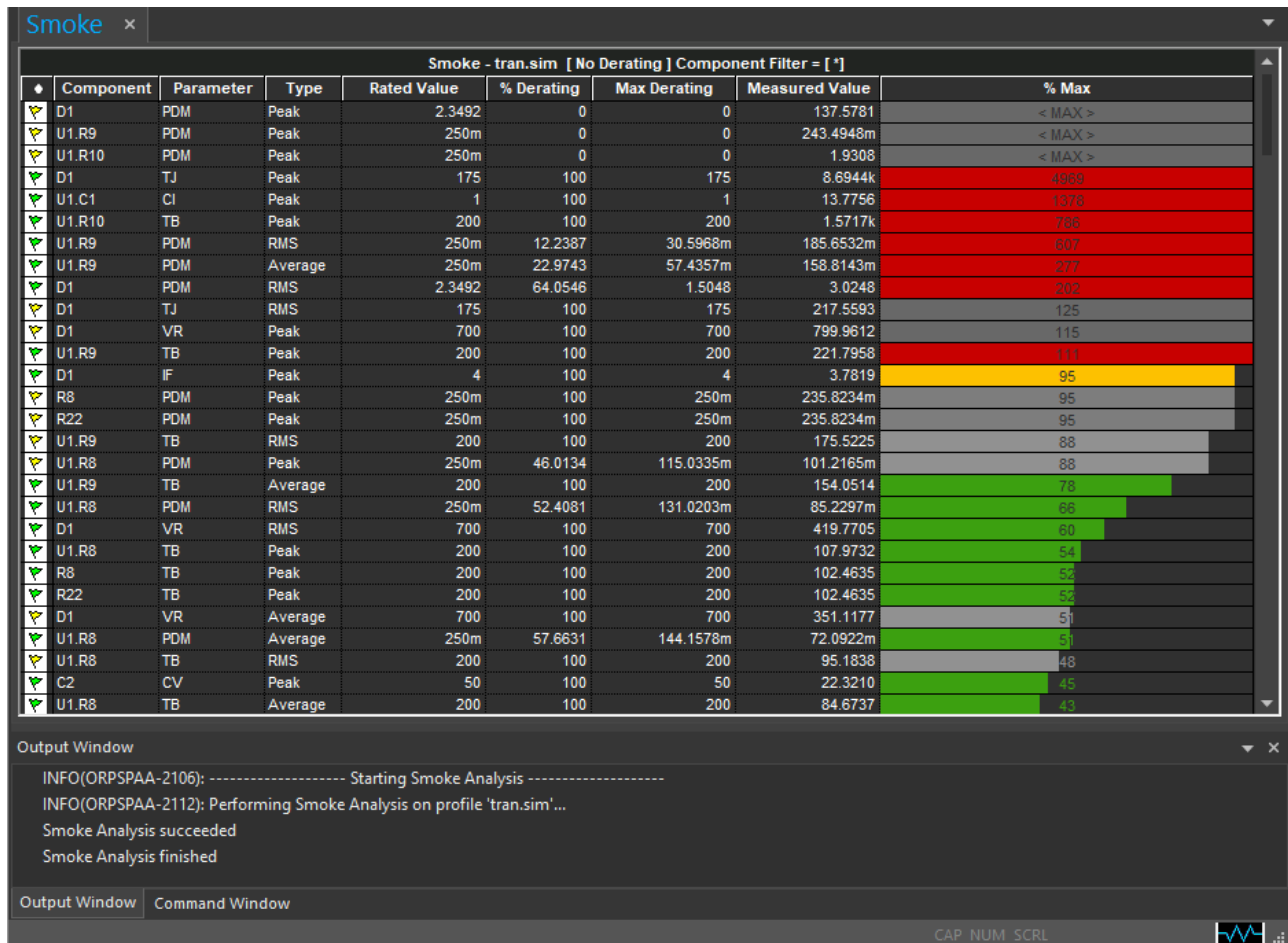 Smoke ×
Smoke - tran.sim [ No Derating ] Component Filter = [ *]
Component Parameter Type Rated Value % Derating Max Derating Measured Value % Max
D1 PDM Peak 2.3492 0 0 137.5781 < MAX >
U1.R9 PDM Peak 250m 0 0 243.4948m < MAX >
U1.R10 PDM Peak 250m 0 0 1.9308 < MAX >
D1 TJ Peak 175 100 175 8.6944k 4969
U1.C1 CI Peak 1 100 1 13.7756 1378
U1.R10 TB Peak 200 100 200 1.5717k 786
U1.R9 PDM RMS 250m 12.2387 30.5968m 185.6532m 607
U1.R9 PDM Average 250m 22.9743 57.4357m 158.8143m 277
D1 PDM RMS 2.3492 64.0546 1.5048 3.0248 202
D1 TJ RMS 175 100 175 217.5593 125
D1 VR Peak 700 100 700 799.9612 115
U1.R9 TB Peak 200 100 200 221.7958 111
D1 IF Peak 4 100 4 3.7819 95
R8 PDM Peak 250m 100 250m 235.8234m 95
R22 PDM Peak 250m 100 250m 235.8234m 95
U1.R9 TB RMS 200 100 200 175.5225 88
U1.R8 PDM Peak 250m 46.0134 115.0335m 101.2165m 88
U1.R9 TB Average 200 100 200 154.0514 78
U1.R8 PDM RMS 250m 52.4081 131.0203m 85.2297m 66
D1 VR RMS 700 100 700 419.7705 60
U1.R8 TB Peak 200 100 200 107.9732 54
R8 TB Peak 200 100 200 102.4635 52
R22 TB Peak 200 100 200 102.4635 52
D1 VR Average 700 100 700 351.1177 51
U1.R8 PDM Average 250m 57.6631 144.1578m 72.0922m 51
U1.R8 TB RMS 200 100 200 95.1838 48
C2 CV Peak 50 100 50 22.3210 45
U1.R8 TB Average 200 100 200 84.6737 43
Output Window
INFO(ORPSPAA-2106): -------------------- Starting Smoke Analysis --------------------
INFO(ORPSPAA-2112): Performing Smoke Analysis on profile 'tran.sim'...
Smoke Analysis succeeded
Smoke Analysis finished
Output Window Command Window
CAP NUM SCRL